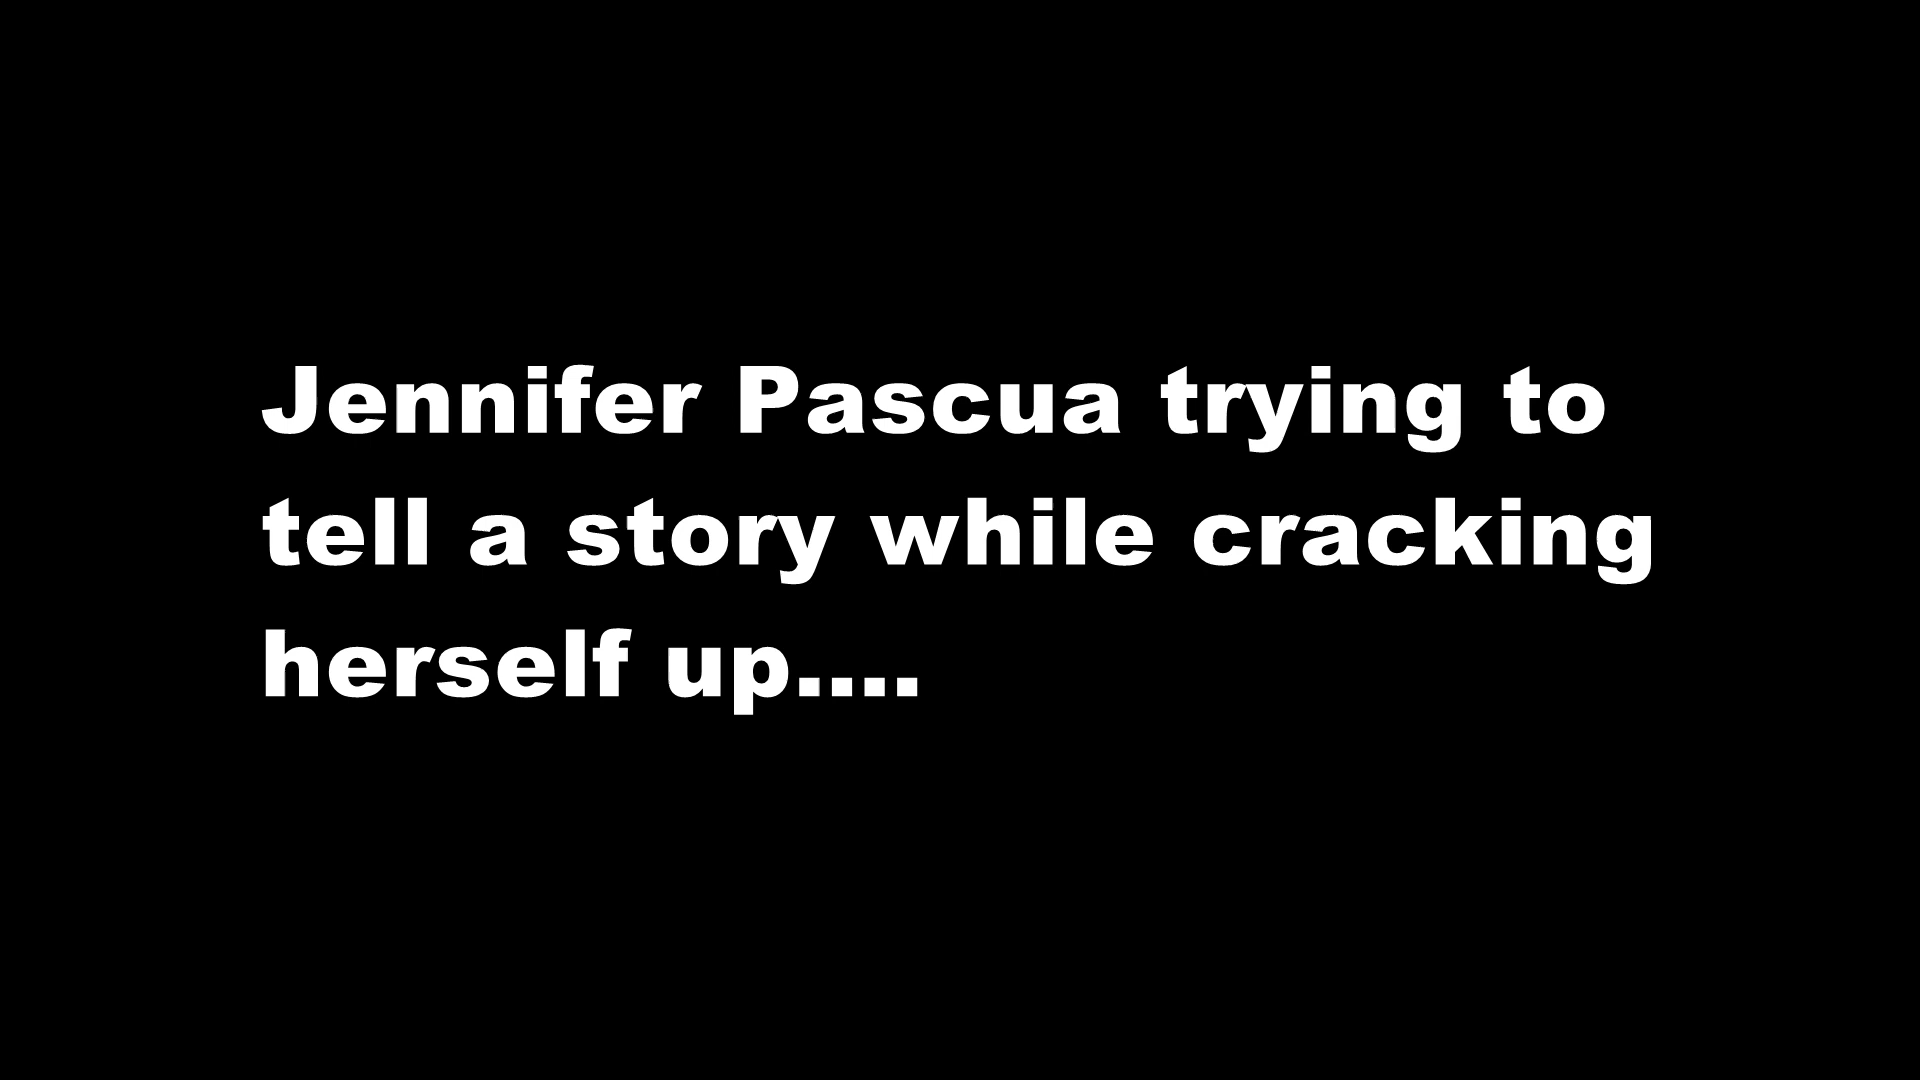 Jennifer Pascua trying to
tell a story while cracking
herself up....